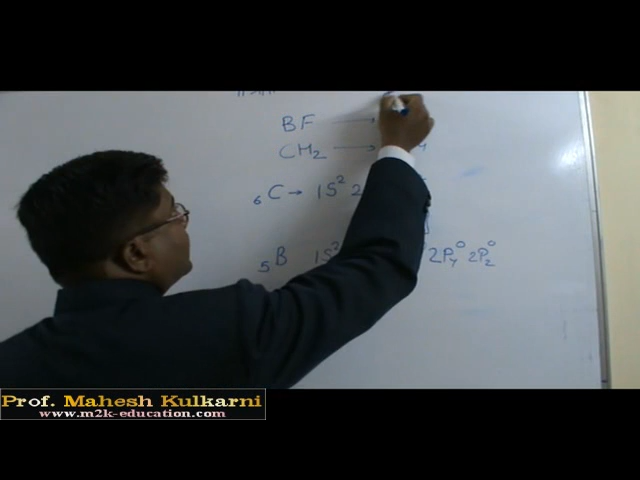 BF →
CH2 →
6C → 1S² 2
5B 1S² 2Py⁰ 2Pz⁰
Prof. Mahesh Kulkarni
www.m2k-education.com